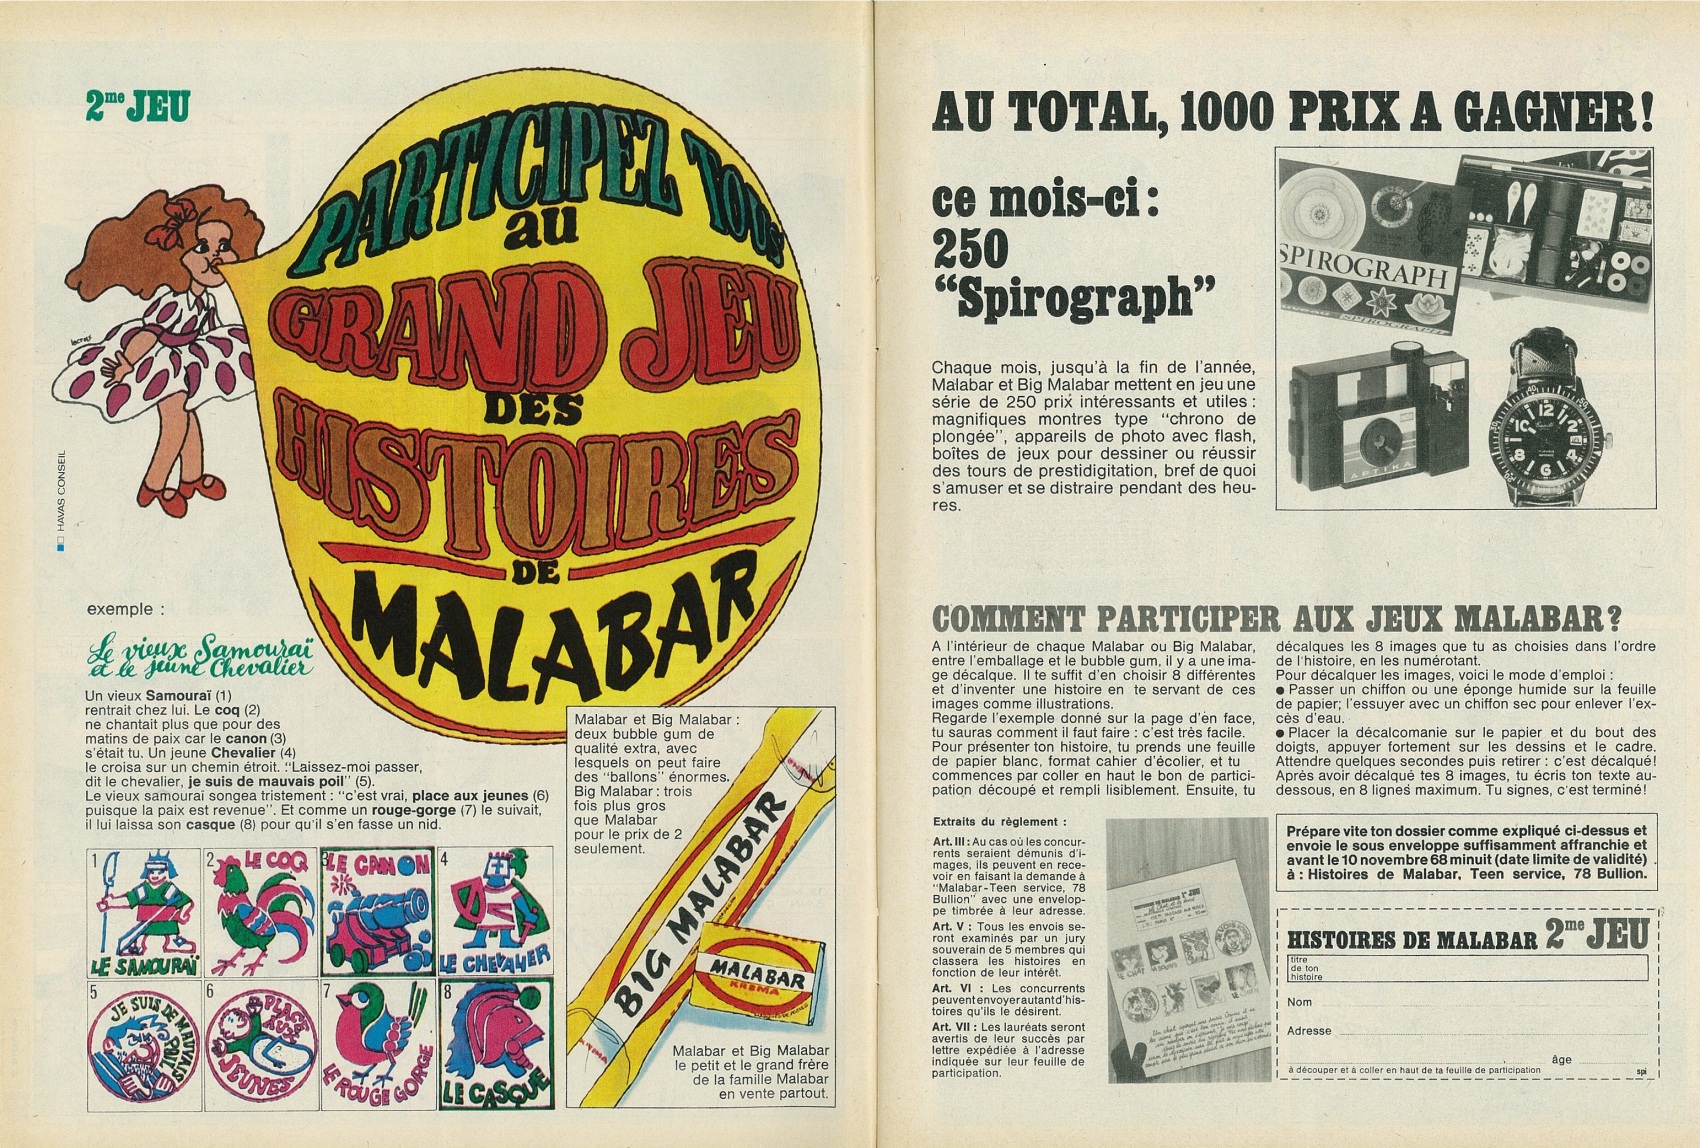 2me JEU
PARTICIPEZ TOUS
au
GRAND JEU
DES
HISTOIRES
DE
MALABAR
HAVAS CONSEIL
exemple :
Le vieux Samouraï
et le jeune Chevalier
Un vieux Samouraï (1)
rentrait chez lui. Le coq (2)
ne chantait plus que pour des
matins de paix car le canon (3)
s'était tu. Un jeune Chevalier (4)
le croisa sur un chemin étroit. "Laissez-moi passer,
dit le chevalier, je suis de mauvais poil" (5).
Le vieux samouraï songea tristement : "c'est vrai, place aux jeunes (6)
puisque la paix est revenue". Et comme un rouge-gorge (7) le suivait,
il lui laissa son casque (8) pour qu'il s'en fasse un nid.
1
LE SAMOURAÏ
2
LE COQ
3
LE CANON
4
LE CHEVALIER
5
JE SUIS DE MAUVAIS POIL
6
PLACE AUX JEUNES
7
LE ROUGE GORGE
8
LE CASQUE
Malabar et Big Malabar :
deux bubble gum de
qualité extra, avec
lesquels on peut faire
des "ballons" énormes.
Big Malabar : trois
fois plus gros
que Malabar
pour le prix de 2
seulement.
BIG MALABAR
KREMA
MALABAR
KREMA
Malabar et Big Malabar
le petit et le grand frère
de la famille Malabar
en vente partout.
AU TOTAL, 1000 PRIX A GAGNER!
ce mois-ci :
250
"Spirograph"
Chaque mois, jusqu'à la fin de l'année,
Malabar et Big Malabar mettent en jeu une
série de 250 prix intéressants et utiles :
magnifiques montres type "chrono de
plongée", appareils de photo avec flash,
boîtes de jeux pour dessiner ou réussir
des tours de prestidigitation, bref de quoi
s'amuser et se distraire pendant des heu-
res.
SPIROGRAPH
SPIROGRAPH
ARTIKA
COMMENT PARTICIPER AUX JEUX MALABAR?
A l'intérieur de chaque Malabar ou Big Malabar,
entre l'emballage et le bubble gum, il y a une ima-
ge décalque. Il te suffit d'en choisir 8 différentes
et d'inventer une histoire en te servant de ces
images comme illustrations.
Regarde l'exemple donné sur la page d'en face,
tu sauras comment il faut faire : c'est très facile.
Pour présenter ton histoire, tu prends une feuille
de papier blanc, format cahier d'écolier, et tu
commences par coller en haut le bon de partici-
pation découpé et rempli lisiblement. Ensuite, tu
décalques les 8 images que tu as choisies dans l'ordre
de l'histoire, en les numérotant.
Pour décalquer les images, voici le mode d'emploi :
● Passer un chiffon ou une éponge humide sur la feuille
de papier; l'essuyer avec un chiffon sec pour enlever l'ex-
cès d'eau.
● Placer la décalcomanie sur le papier et du bout des
doigts, appuyer fortement sur les dessins et le cadre.
Attendre quelques secondes puis retirer : c'est décalqué!
Après avoir décalqué tes 8 images, tu écris ton texte au-
dessous, en 8 lignes maximum. Tu signes, c'est terminé!
Extraits du règlement :
Art. III : Au cas où les concur-
rents seraient démunis d'i-
mages, ils peuvent en rece-
voir en faisant la demande à
"Malabar-Teen service, 78
Bullion" avec une envelop-
pe timbrée à leur adresse.
Art. V : Tous les envois se-
ront examinés par un jury
souverain de 5 membres qui
classera les histoires en
fonction de leur intérêt.
Art. VI : Les concurrents
peuvent envoyer autant d'his-
toires qu'ils le désirent.
Art. VII : Les lauréats seront
avertis de leur succès par
lettre expédiée à l'adresse
indiquée sur leur feuille de
participation.
HISTOIRES DE MALABAR 1er JEU
Prépare vite ton dossier comme expliqué ci-dessus et
envoie le sous enveloppe suffisamment affranchie et
avant le 10 novembre 68 minuit (date limite de validité)
à : Histoires de Malabar, Teen service, 78 Bullion.
HISTOIRES DE MALABAR 2me JEU
titre
de ton
histoire
Nom
Adresse
âge
à découper et à coller en haut de ta feuille de participation
spi